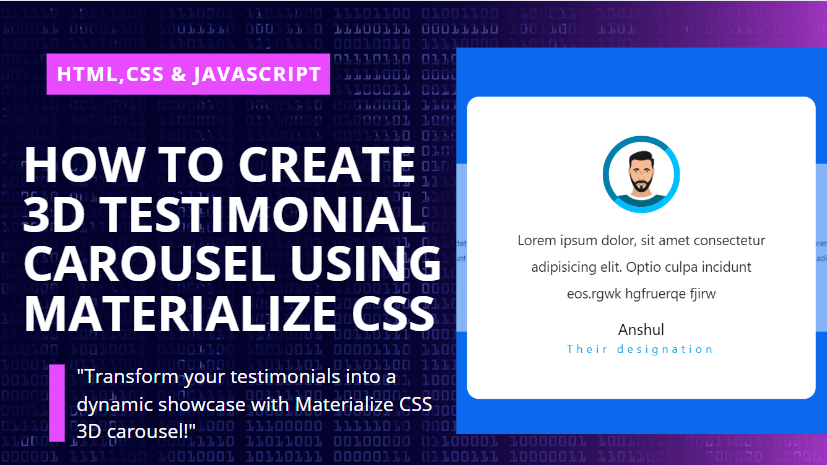 HTML,CSS & JAVASCRIPT
HOW TO CREATE
3D TESTIMONIAL
CAROUSEL USING
MATERIALIZE CSS
"Transform your testimonials into a
dynamic showcase with Materialize CSS
3D carousel!"
Lorem ipsum dolor, sit amet consectetur
adipisicing elit. Optio culpa incidunt
eos.rgwk hgfruerqe fjirw
Anshul
Their designation